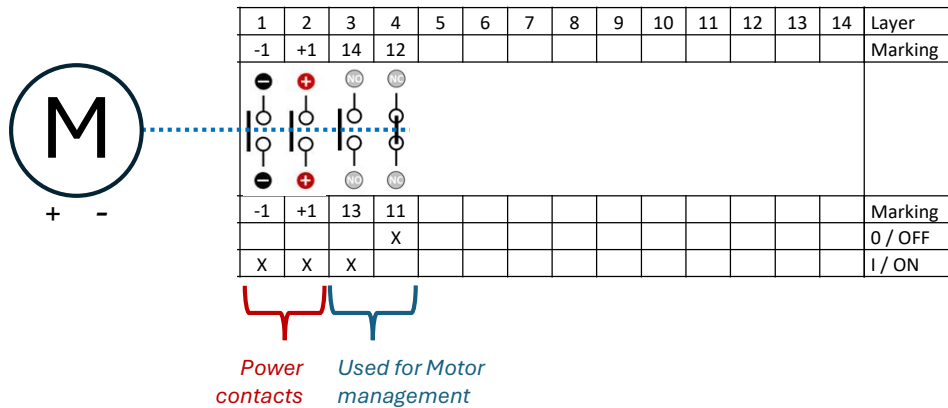 1 2 3 4 5 6 7 8 9 10 11 12 13 14 Layer
-1 +1 14 12 Marking
− + NO NC
M
− + NO NC
+ -
-1 +1 13 11 Marking
X 0 / OFF
X X X I / ON
Power contacts
Used for Motor management